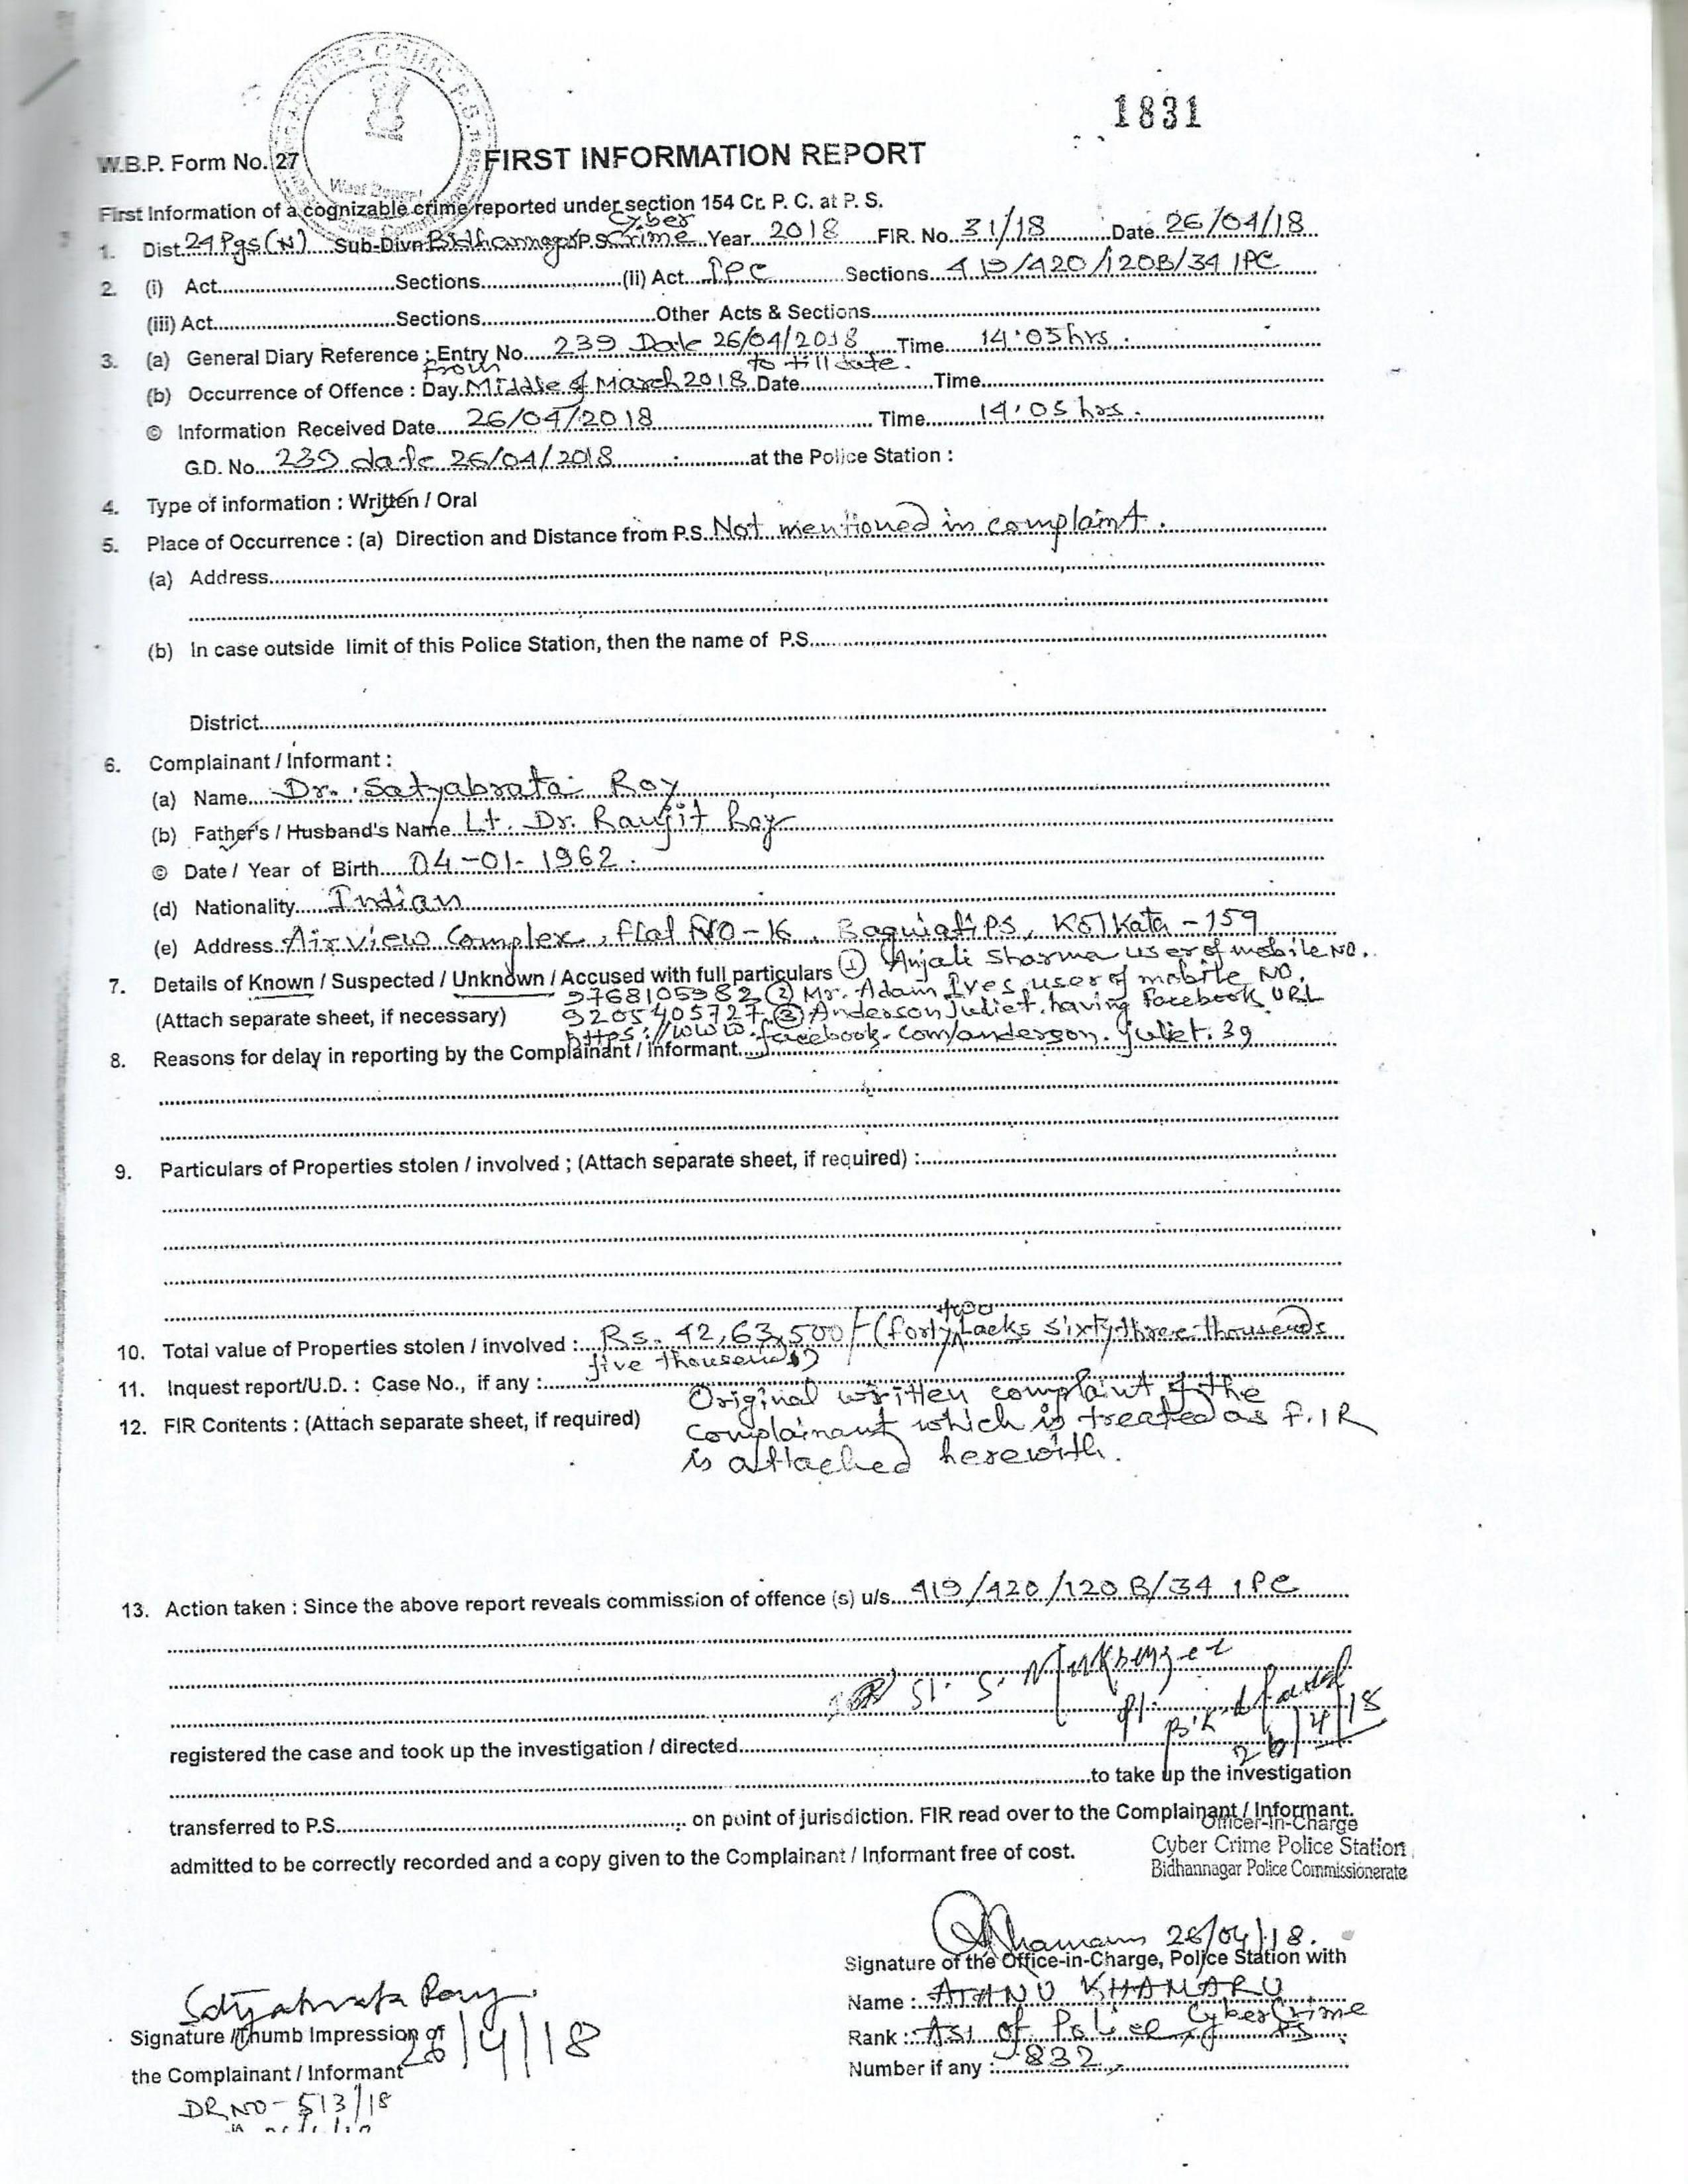 CYBER CRIME P.S.
West Bengal
1831
W.B.P. Form No. 27
FIRST INFORMATION REPORT
First Information of a cognizable crime reported under section 154 Cr. P. C. at P. S.
1. Dist. 24 Pgs(N) Sub-Divn Bidhannagar P.S. Cyber Crime Year 2018 FIR. No. 31/18 Date 26/04/18
2. (i) Act Sections (ii) Act IPC Sections 419/420/120B/34 IPC
(iii) Act Sections Other Acts & Sections
3. (a) General Diary Reference : Entry No. 239 Date 26/04/2018 Time 14:05 hrs.
(b) Occurrence of Offence : Day From Middle of March 2018 to till date. Date Time
© Information Received Date 26/04/2018 Time 14:05 hrs.
G.D. No. 239 date 26/04/2018 at the Police Station :
4. Type of information : Written / Oral
5. Place of Occurrence : (a) Direction and Distance from P.S. Not mentioned in complaint.
(a) Address
(b) In case outside limit of this Police Station, then the name of P.S.
District
6. Complainant / Informant :
(a) Name Dr. Satyabrata Roy
(b) Father's / Husband's Name Lt. Dr. Ranjit Roy
© Date / Year of Birth 04-01-1962.
(d) Nationality Indian
(e) Address Airview Complex, flat NO-16, Baguiati PS, Kolkata - 159
7. Details of Known / Suspected / Unknown / Accused with full particulars ① Anjali Sharma user of mobile NO.
9768105982 ② Mr. Adam Ives user of mobile NO.
(Attach separate sheet, if necessary) 9205405727. ③ Anderson Juliet. having Facebook URL
https://www.facebook.com/anderson.juliet.39
8. Reasons for delay in reporting by the Complainant / Informant
9. Particulars of Properties stolen / involved ; (Attach separate sheet, if required) :
10. Total value of Properties stolen / involved : Rs. 42,63,500/- (forty two Lacks sixty three thousands
five thousands)
11. Inquest report/U.D. : Case No., if any :
12. FIR Contents : (Attach separate sheet, if required) Original written complaint of the
complainant which is treated as F.I R
is attached herewith.
13. Action taken : Since the above report reveals commission of offence (s) u/s. 419/420/120 B/34 IPC
SI. S. Mukherjee
26/4/18
registered the case and took up the investigation / directed
to take up the investigation
transferred to P.S. on point of jurisdiction. FIR read over to the Complainant / Informant.
admitted to be correctly recorded and a copy given to the Complainant / Informant free of cost.
Officer-In-Charge
Cyber Crime Police Station
Bidhannagar Police Commissionerate
26/04/18.
Signature of the Office-in-Charge, Police Station with
Name : ATANU KHAMARU
Rank : ASI of Police Cyber Crime PS
Number if any : 832
Satyabrata Roy
Signature / Thumb Impression of
26/4/18
the Complainant / Informant
DR NO - 513/18